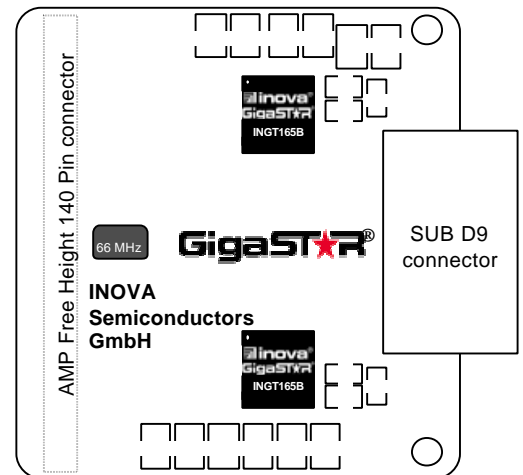 AMP Free Height 140 Pin connector
inova®
GigaSTAR
INGT165B
66 MHz
GigaSTAR®
SUB D9
connector
INOVA
Semiconductors
GmbH
inova®
GigaSTAR
INGT165B